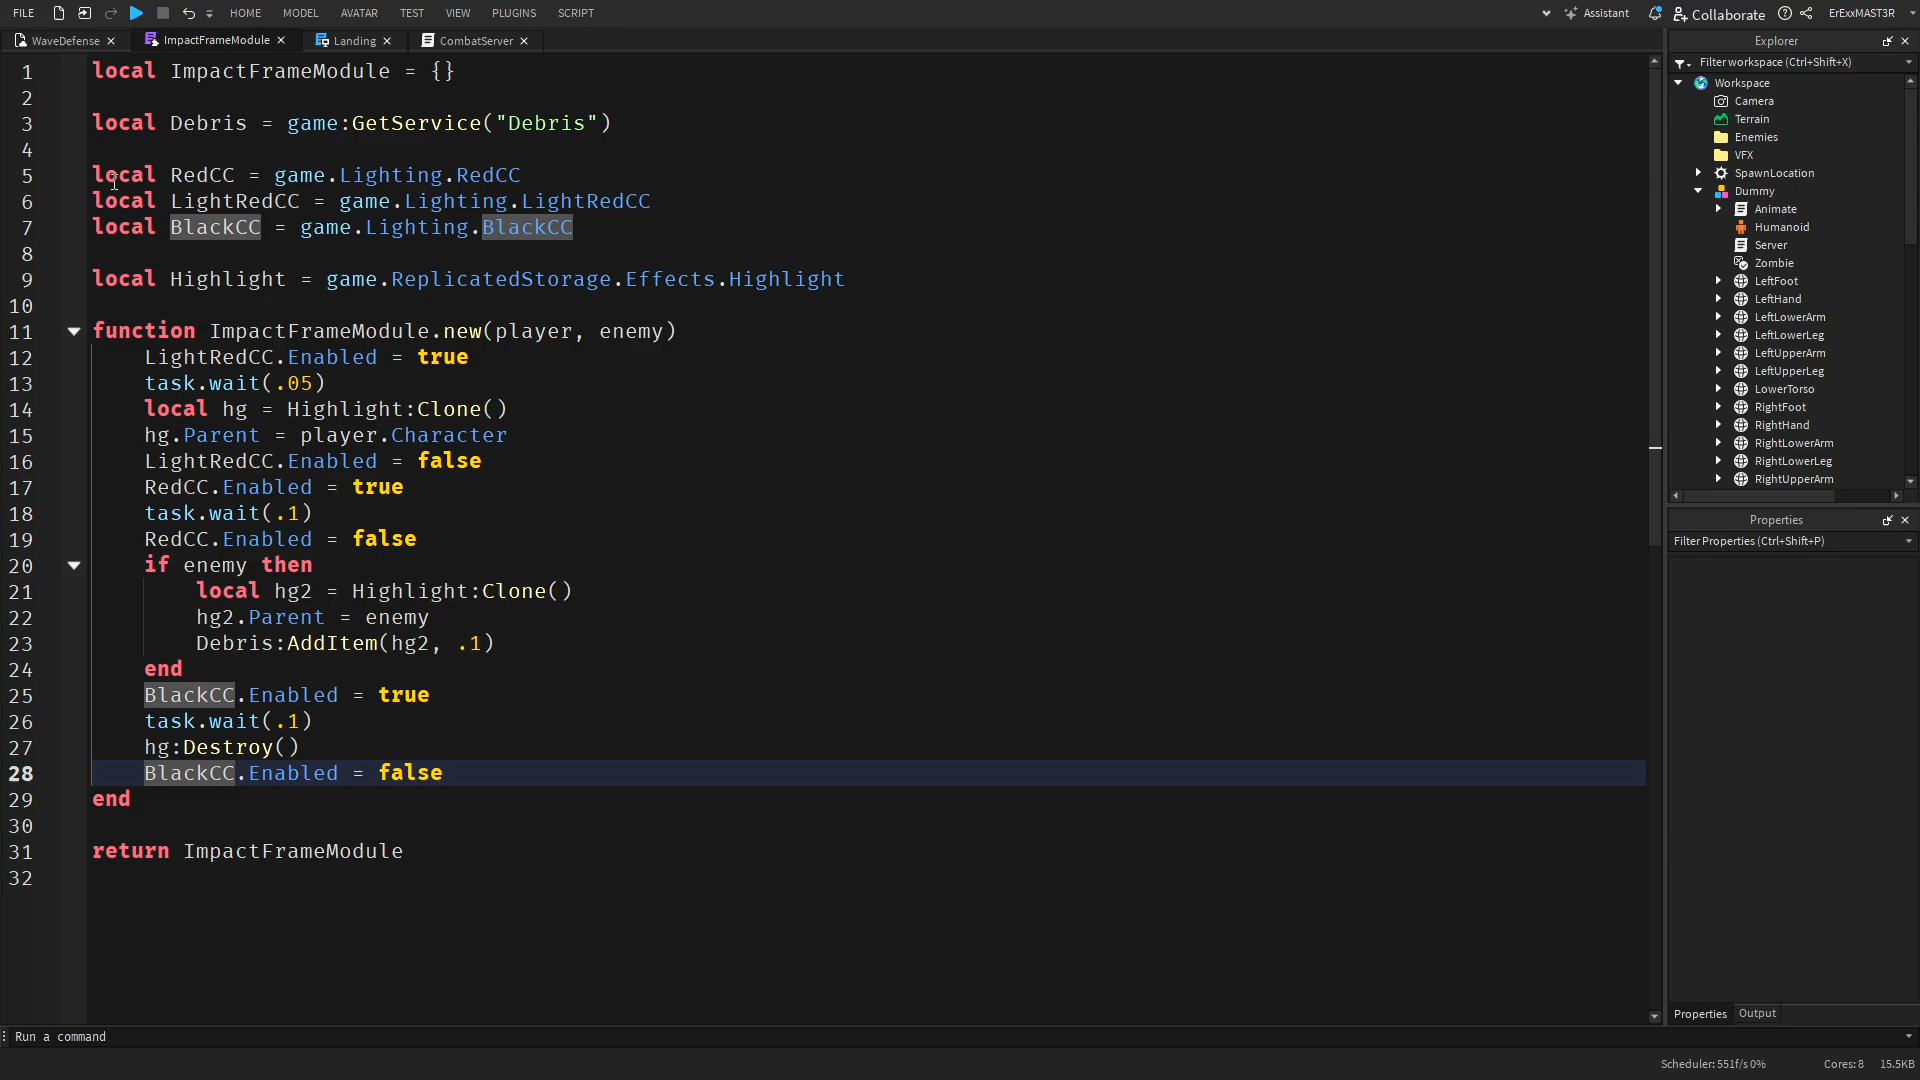 FILE HOME MODEL AVATAR TEST VIEW PLUGINS SCRIPT Assistant Collaborate ErExxMAST3R
WaveDefense ImpactFrameModule Landing CombatServer
1 local ImpactFrameModule = {}
2
3 local Debris = game:GetService("Debris")
4
5 local RedCC = game.Lighting.RedCC
6 local LightRedCC = game.Lighting.LightRedCC
7 local BlackCC = game.Lighting.BlackCC
8
9 local Highlight = game.ReplicatedStorage.Effects.Highlight
10
11 function ImpactFrameModule.new(player, enemy)
12 LightRedCC.Enabled = true
13 task.wait(.05)
14 local hg = Highlight:Clone()
15 hg.Parent = player.Character
16 LightRedCC.Enabled = false
17 RedCC.Enabled = true
18 task.wait(.1)
19 RedCC.Enabled = false
20 if enemy then
21 local hg2 = Highlight:Clone()
22 hg2.Parent = enemy
23 Debris:AddItem(hg2, .1)
24 end
25 BlackCC.Enabled = true
26 task.wait(.1)
27 hg:Destroy()
28 BlackCC.Enabled = false
29 end
30
31 return ImpactFrameModule
32
Explorer
Filter workspace (Ctrl+Shift+X)
Workspace
Camera
Terrain
Enemies
VFX
SpawnLocation
Dummy
Animate
Humanoid
Server
Zombie
LeftFoot
LeftHand
LeftLowerArm
LeftLowerLeg
LeftUpperArm
LeftUpperLeg
LowerTorso
RightFoot
RightHand
RightLowerArm
RightLowerLeg
RightUpperArm
Properties
Filter Properties (Ctrl+Shift+P)
Properties Output
Run a command
Scheduler: 551f/s 0% Cores: 8 15.5KB